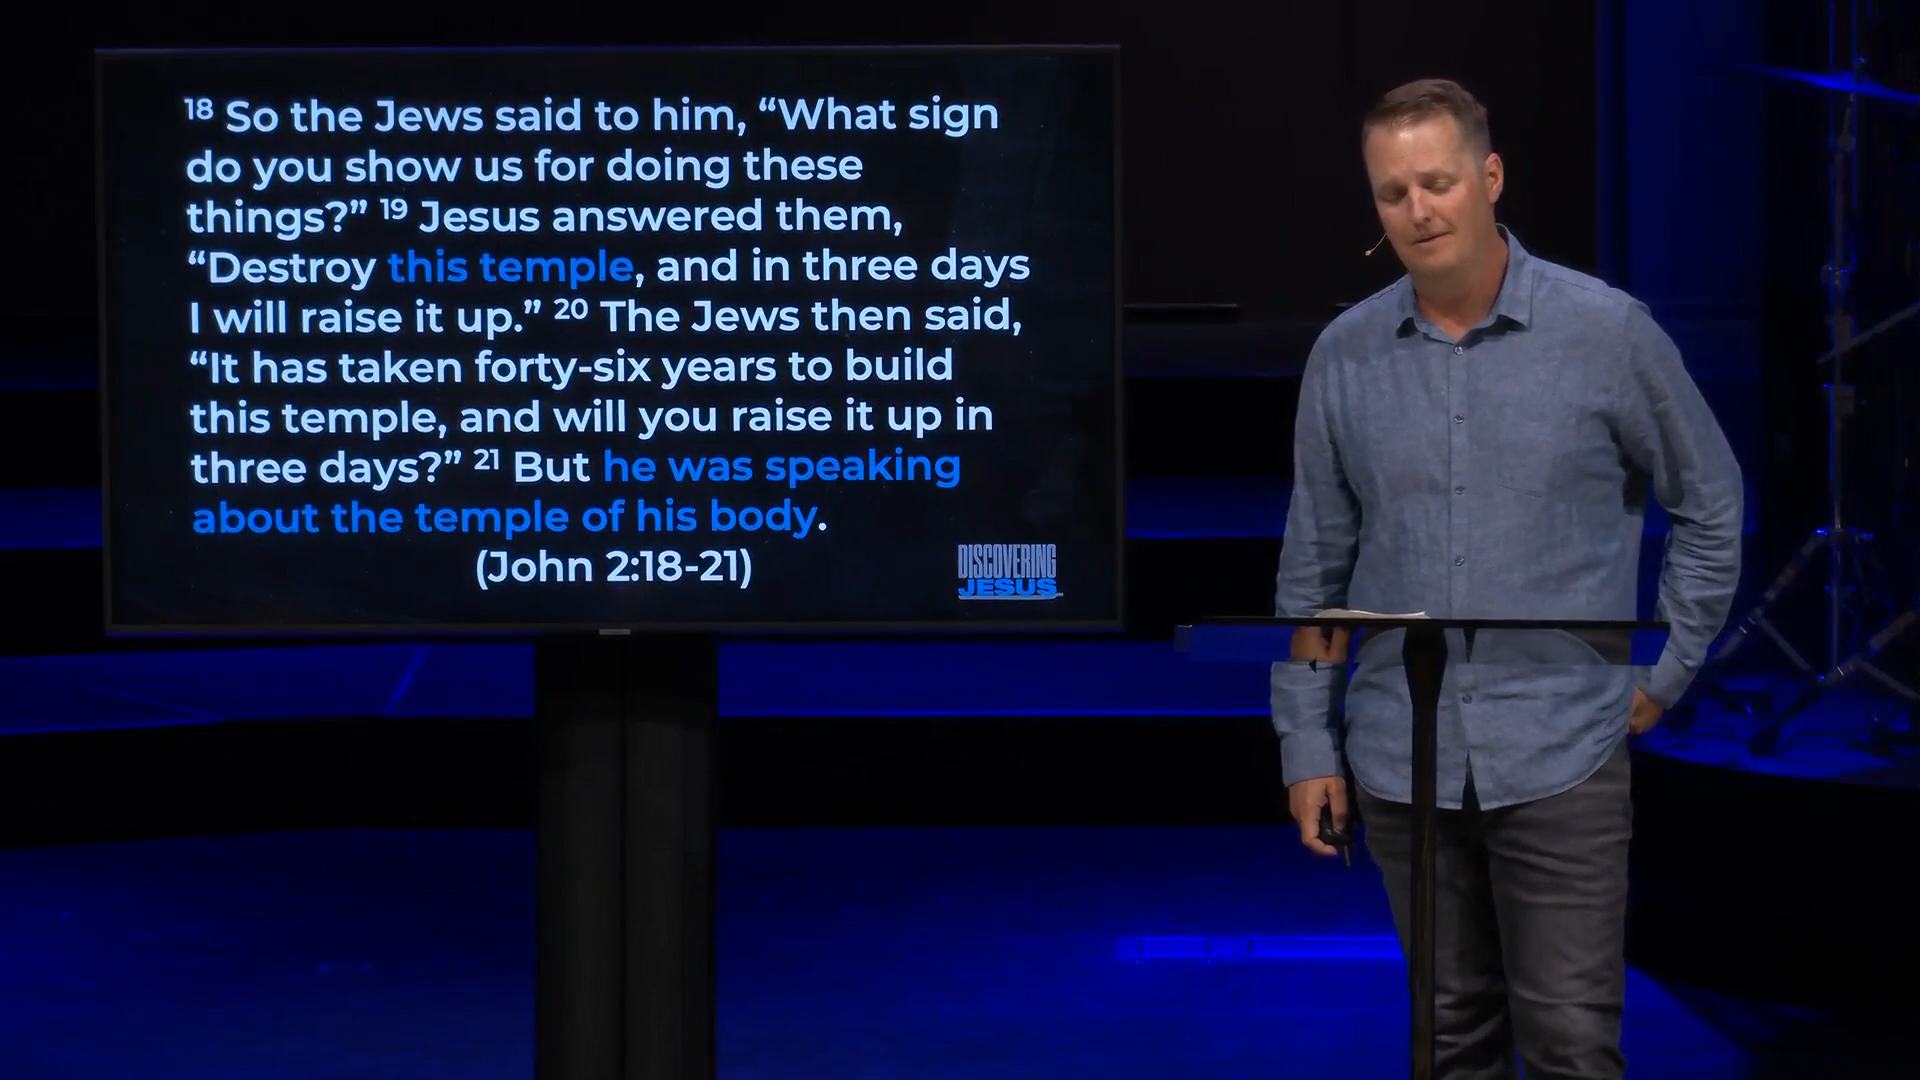 18 So the Jews said to him, “What sign
do you show us for doing these
things?” 19 Jesus answered them,
“Destroy this temple, and in three days
I will raise it up.” 20 The Jews then said,
“It has taken forty-six years to build
this temple, and will you raise it up in
three days?” 21 But he was speaking
about the temple of his body.
(John 2:18-21)
DISCOVERING
JESUS